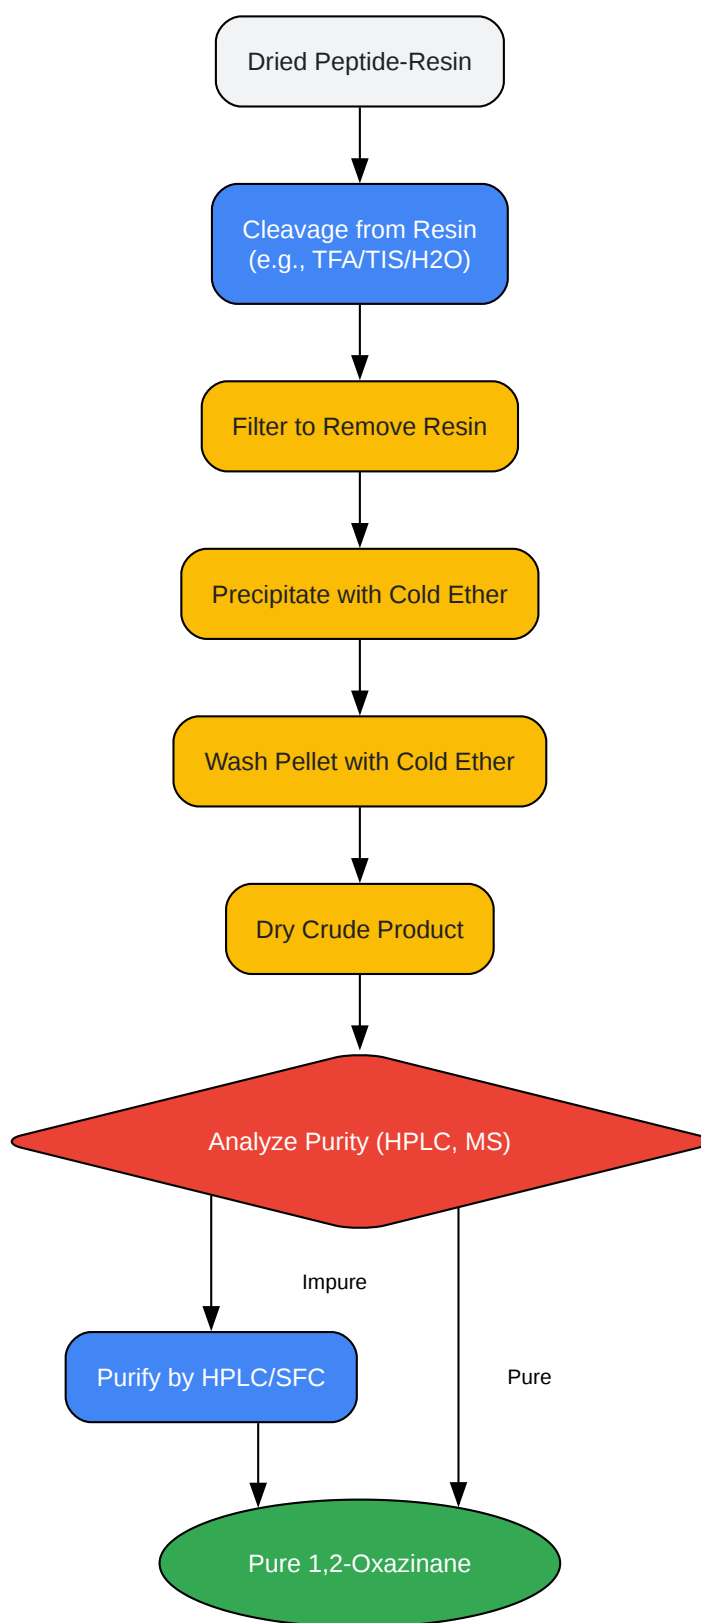 Dried Peptide-Resin
Cleavage from Resin
(e.g., TFA/TIS/H2O)
Filter to Remove Resin
Precipitate with Cold Ether
Wash Pellet with Cold Ether
Dry Crude Product
Analyze Purity (HPLC, MS)
Impure
Purify by HPLC/SFC
Pure
Pure 1,2-Oxazinane